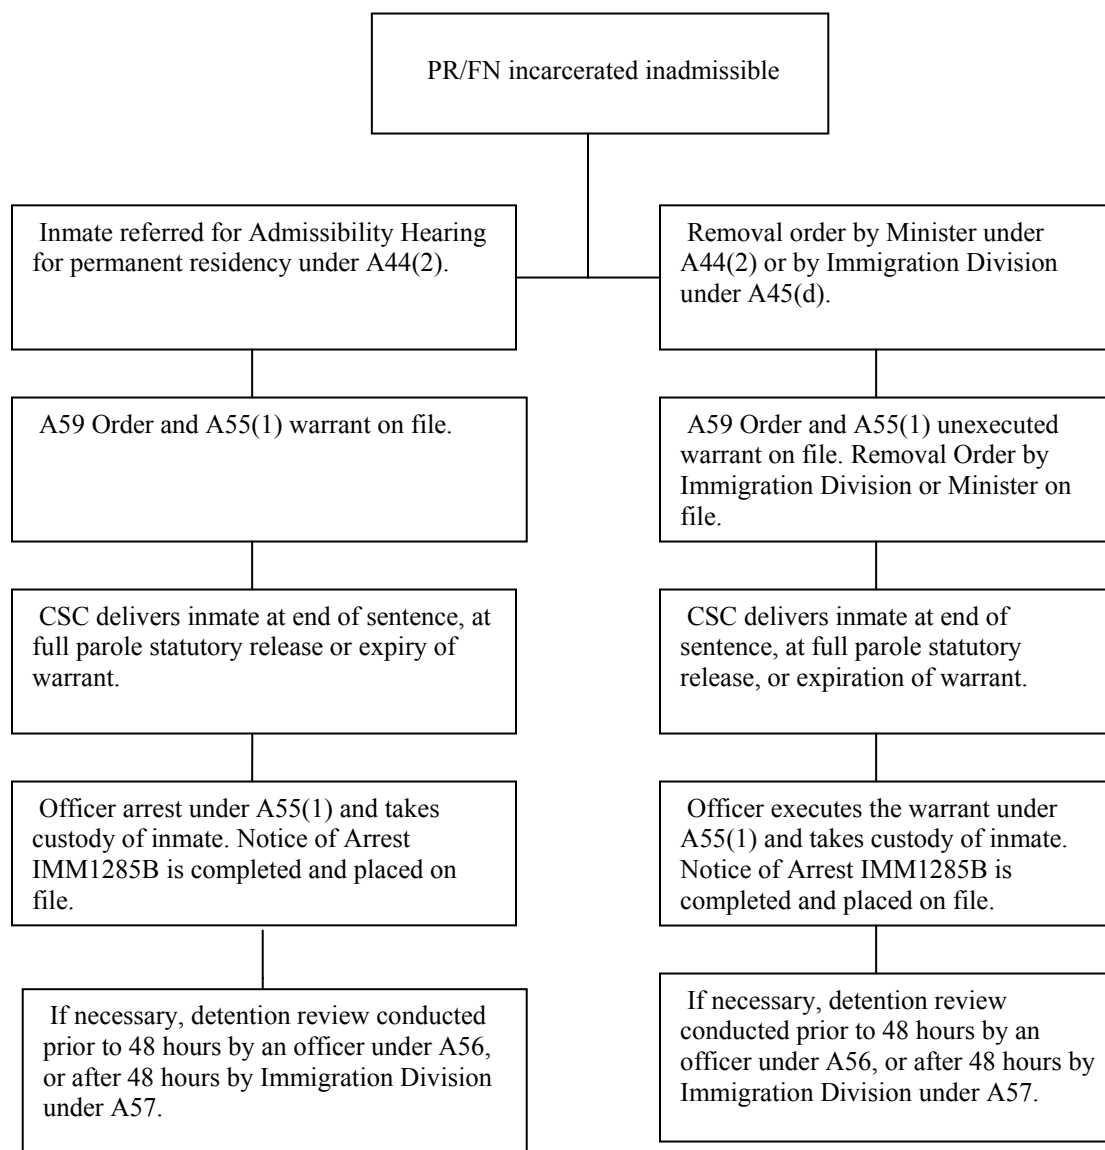 PR/FN incarcerated inadmissible
Inmate referred for Admissibility Hearing
for permanent residency under A44(2).
Removal order by Minister under
A44(2) or by Immigration Division
under A45(d).
A59 Order and A55(1) warrant on file.
A59 Order and A55(1) unexecuted
warrant on file. Removal Order by
Immigration Division or Minister on
file.
CSC delivers inmate at end of sentence, at
full parole statutory release or expiry of
warrant.
CSC delivers inmate at end of
sentence, at full parole statutory
release, or expiration of warrant.
Officer arrest under A55(1) and takes
custody of inmate. Notice of Arrest
IMM1285B is completed and placed on
file.
Officer executes the warrant under
A55(1) and takes custody of inmate.
Notice of Arrest IMM1285B is
completed and placed on file.
If necessary, detention review conducted
prior to 48 hours by an officer under A56,
or after 48 hours by Immigration Division
under A57.
If necessary, detention review
conducted prior to 48 hours by an
officer under A56, or after 48 hours by
Immigration Division under A57.